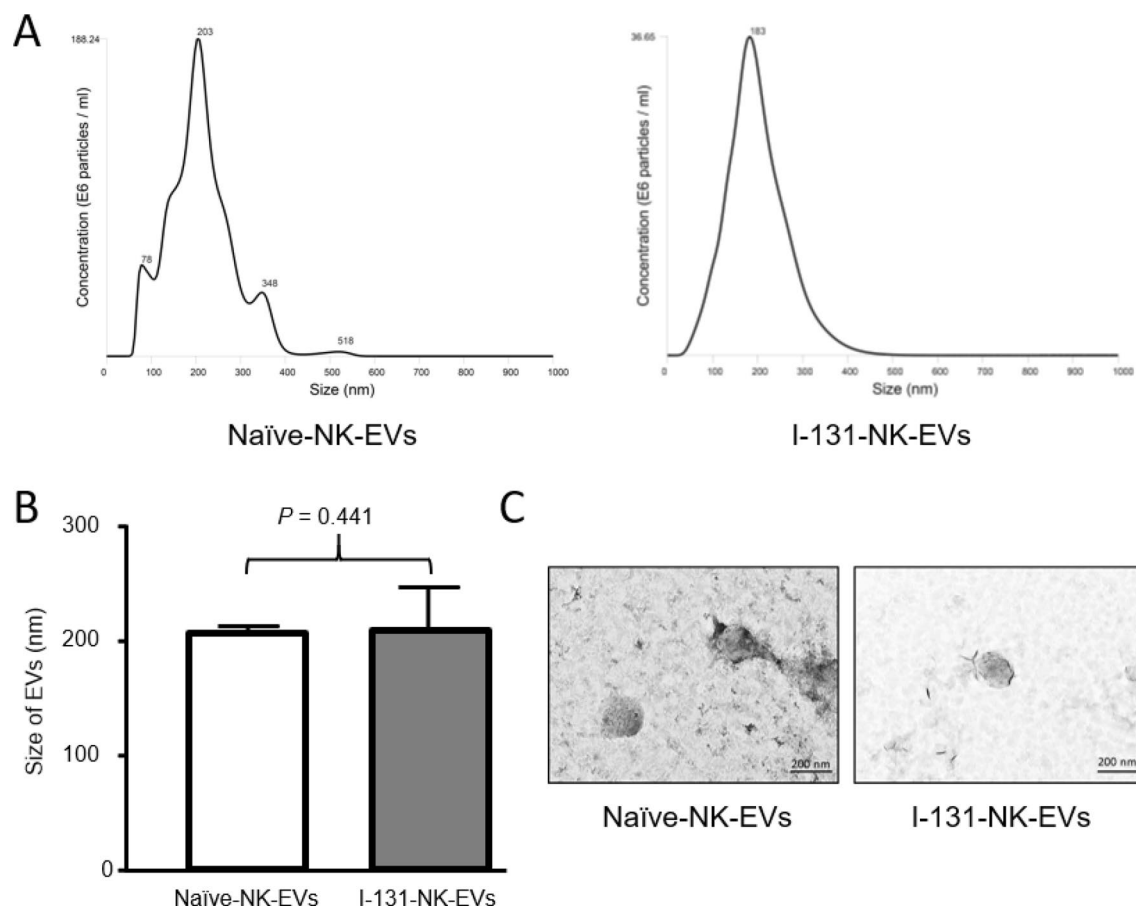 A
188.24
203
78
348
518
Concentration (E6 particles / ml)
0 100 200 300 400 500 600 700 800 900 1000
Size (nm)
Naïve-NK-EVs
36.65
183
Concentration (E6 particles / ml)
0 100 200 300 400 500 600 700 800 900 1000
Size (nm)
I-131-NK-EVs
B
P = 0.441
300
200
100
0
Size of EVs (nm)
Naïve-NK-EVs I-131-NK-EVs
C
200 nm
Naïve-NK-EVs
200 nm
I-131-NK-EVs